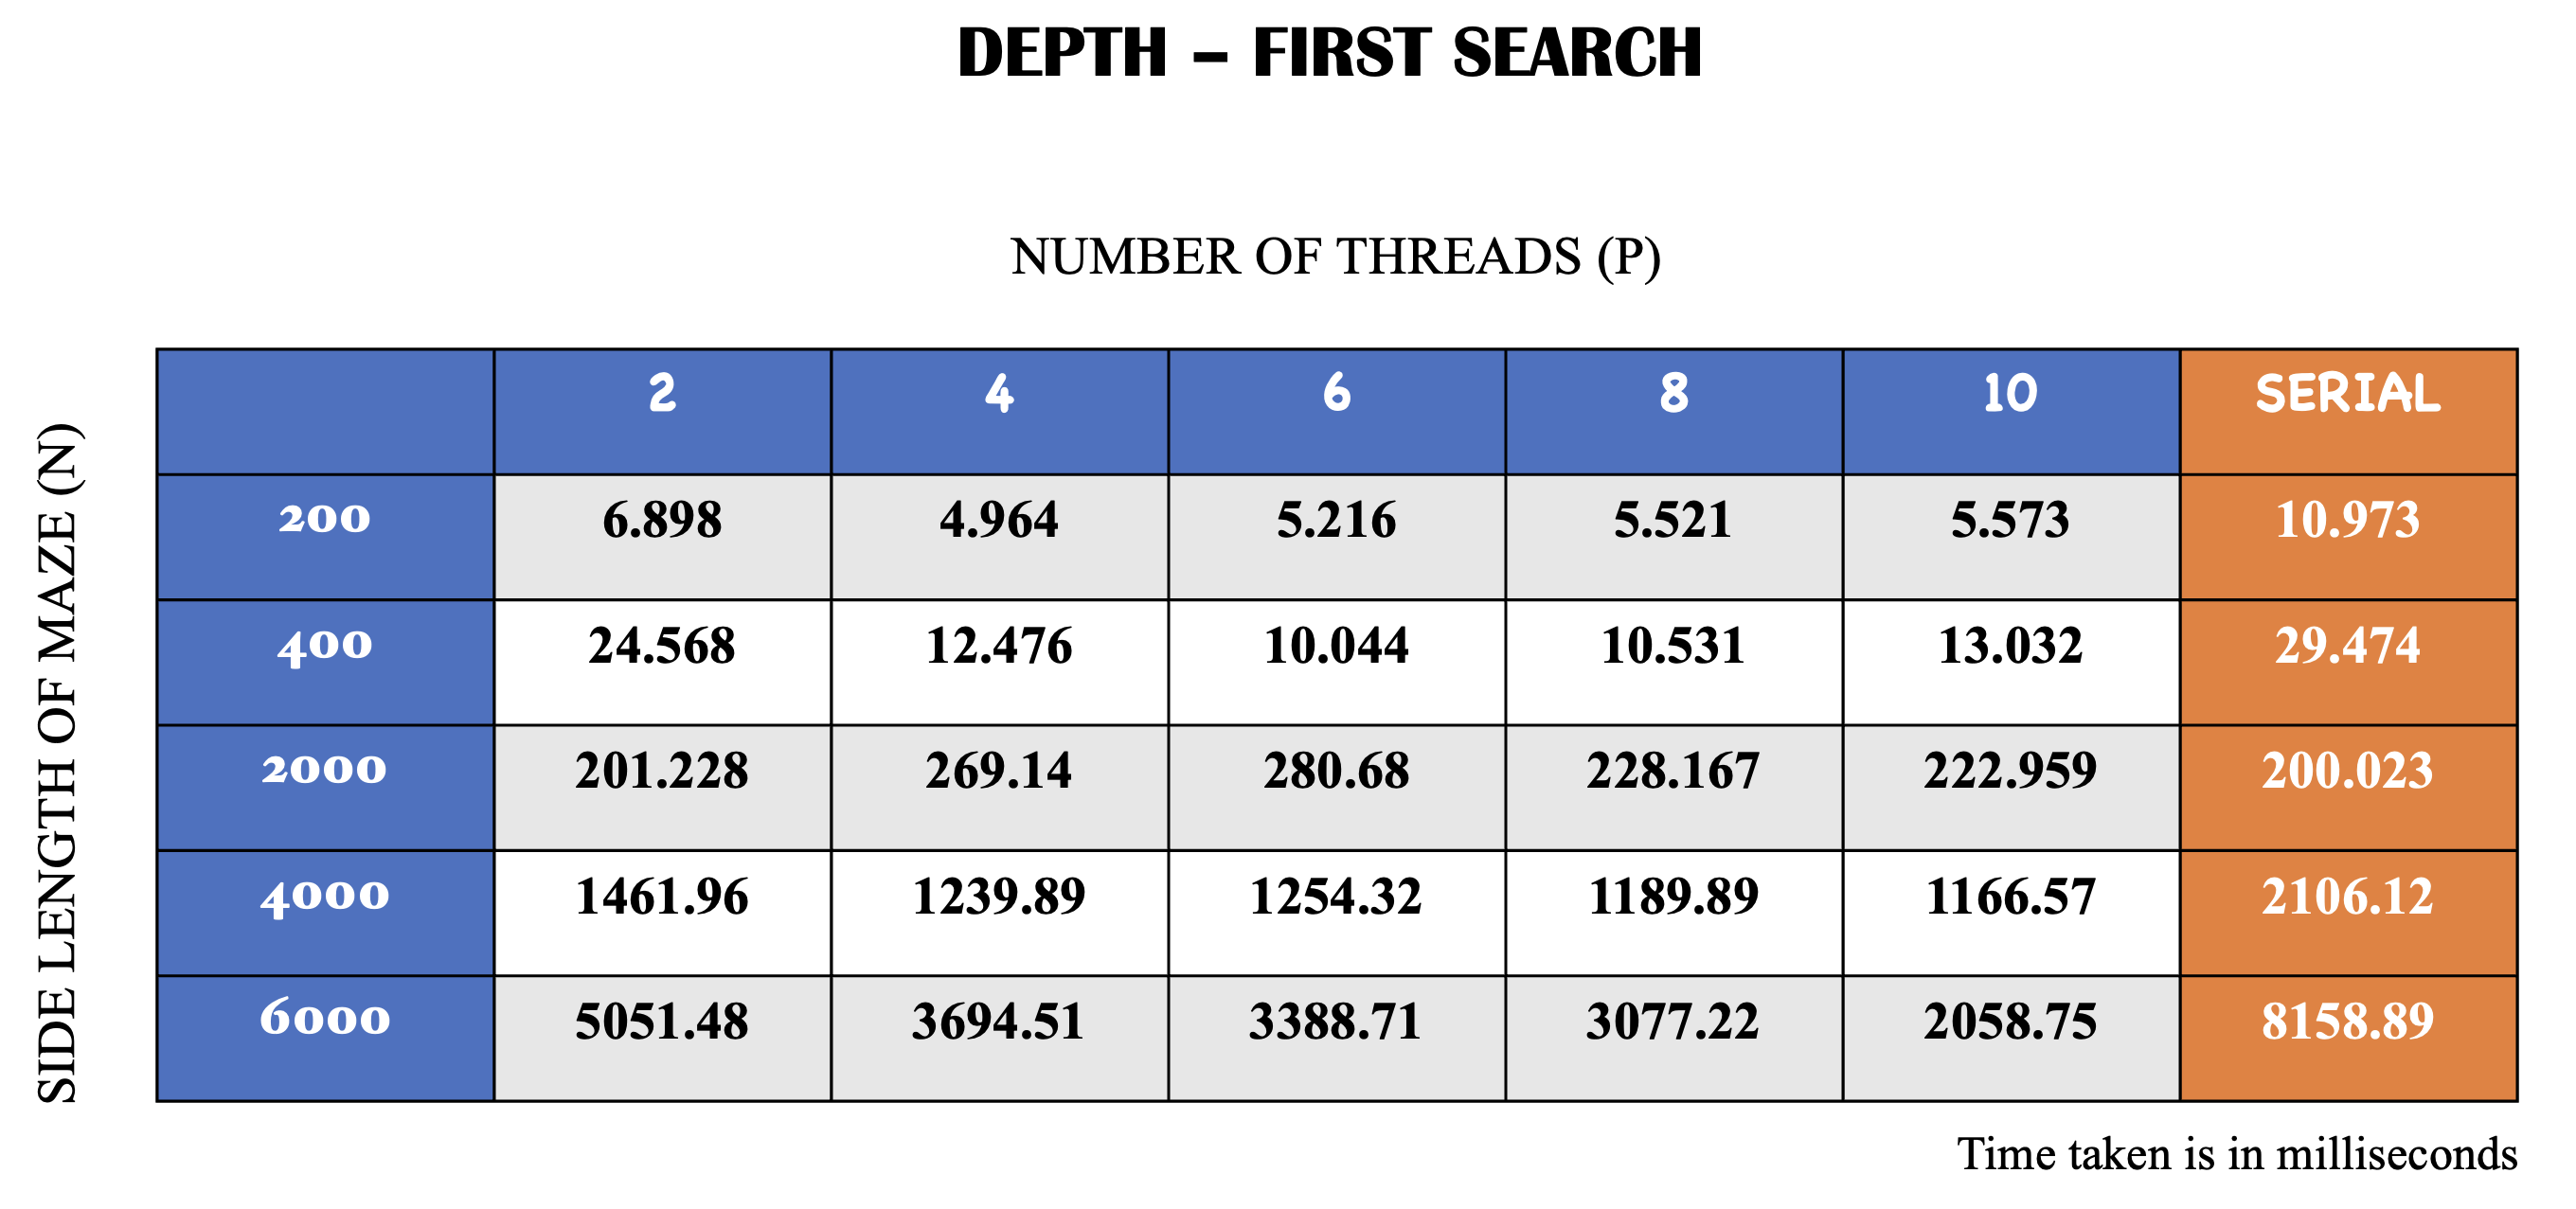 DEPTH – FIRST SEARCH
NUMBER OF THREADS (P)
SIDE LENGTH OF MAZE (N)
2 4 6 8 10 SERIAL
200 6.898 4.964 5.216 5.521 5.573 10.973
400 24.568 12.476 10.044 10.531 13.032 29.474
2000 201.228 269.14 280.68 228.167 222.959 200.023
4000 1461.96 1239.89 1254.32 1189.89 1166.57 2106.12
6000 5051.48 3694.51 3388.71 3077.22 2058.75 8158.89
Time taken is in milliseconds